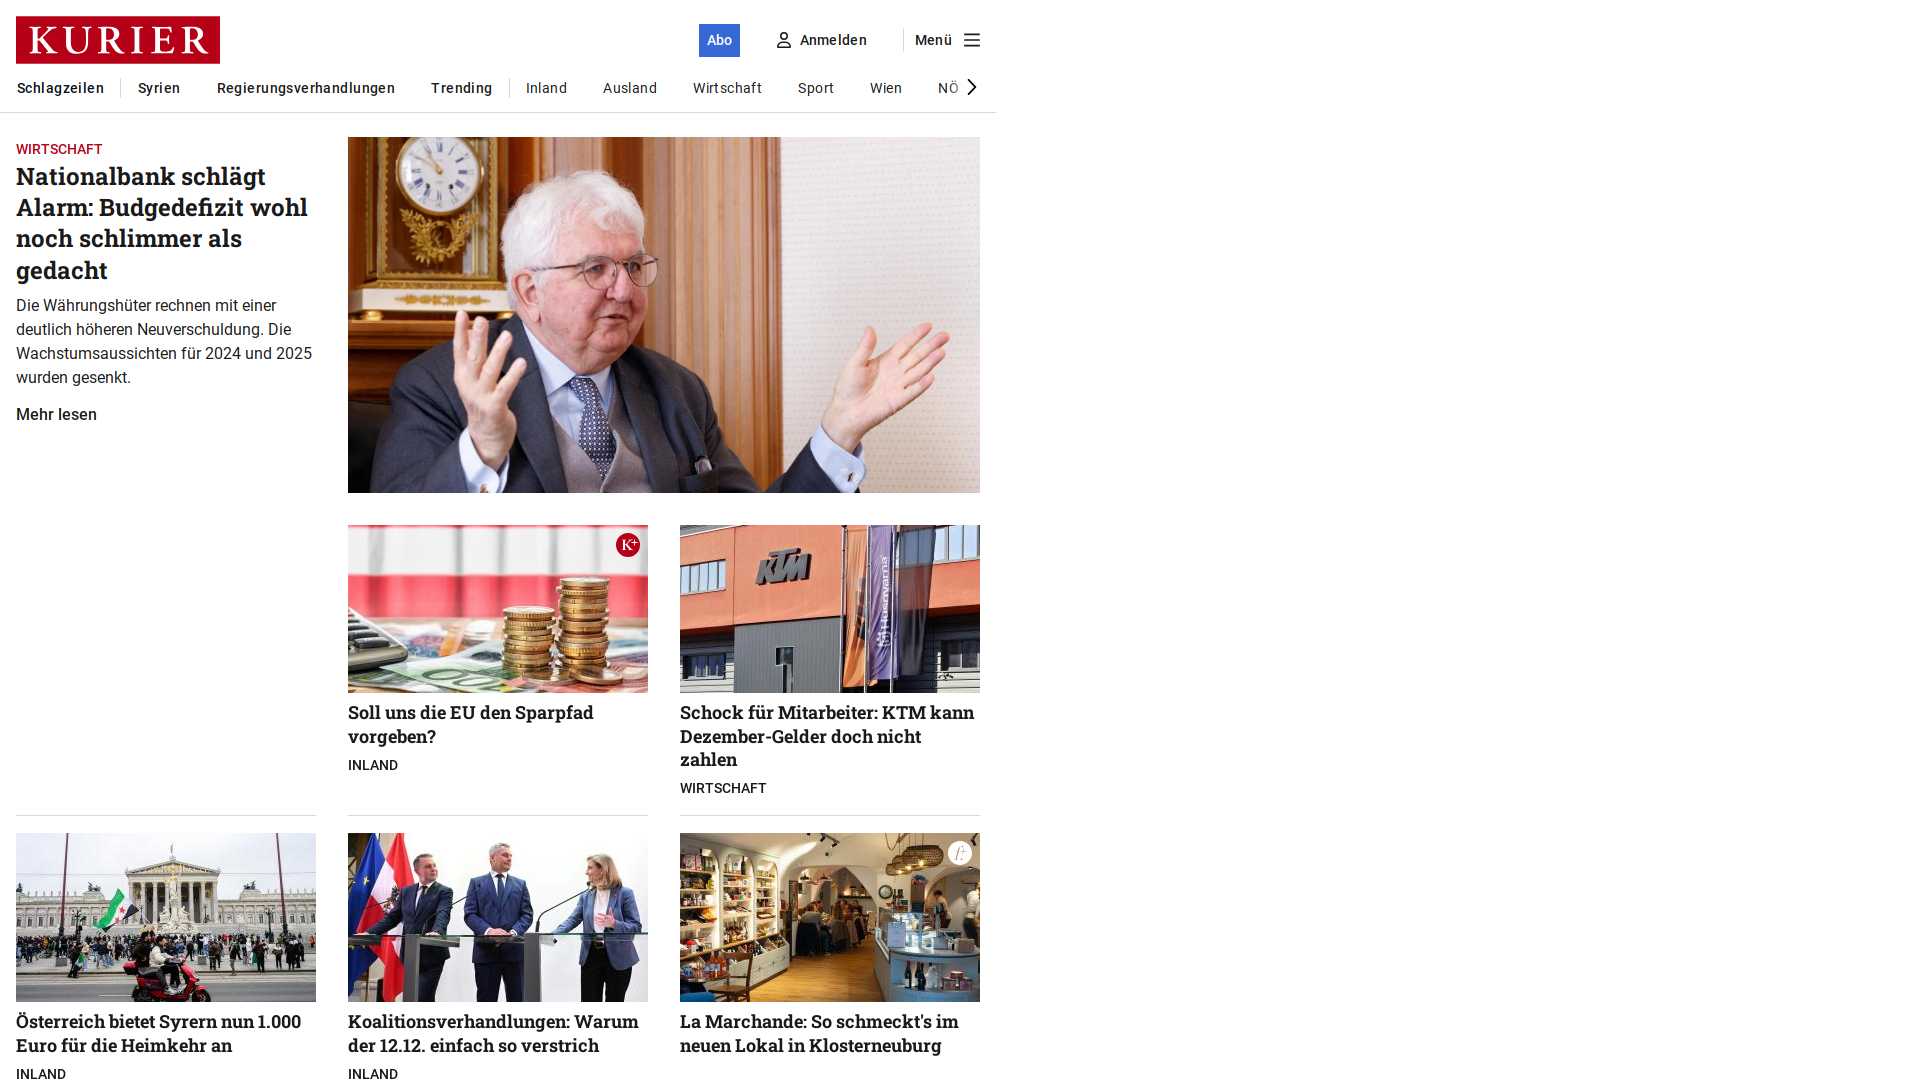 KURIER
Abo
Anmelden
Menü
Schlagzeilen
Syrien
Regierungsverhandlungen
Trending
Inland
Ausland
Wirtschaft
Sport
Wien
NÖ
WIRTSCHAFT
Nationalbank schlägt
Alarm: Budgedefizit wohl
noch schlimmer als
gedacht
Die Währungshüter rechnen mit einer
deutlich höheren Neuverschuldung. Die
Wachstumsaussichten für 2024 und 2025
wurden gesenkt.
Mehr lesen
K+
KTM
Husqvarna
100
Soll uns die EU den Sparpfad
vorgeben?
INLAND
Schock für Mitarbeiter: KTM kann
Dezember-Gelder doch nicht
zahlen
WIRTSCHAFT
Österreich bietet Syrern nun 1.000
Euro für die Heimkehr an
INLAND
Koalitionsverhandlungen: Warum
der 12.12. einfach so verstrich
INLAND
La Marchande: So schmeckt's im
neuen Lokal in Klosterneuburg